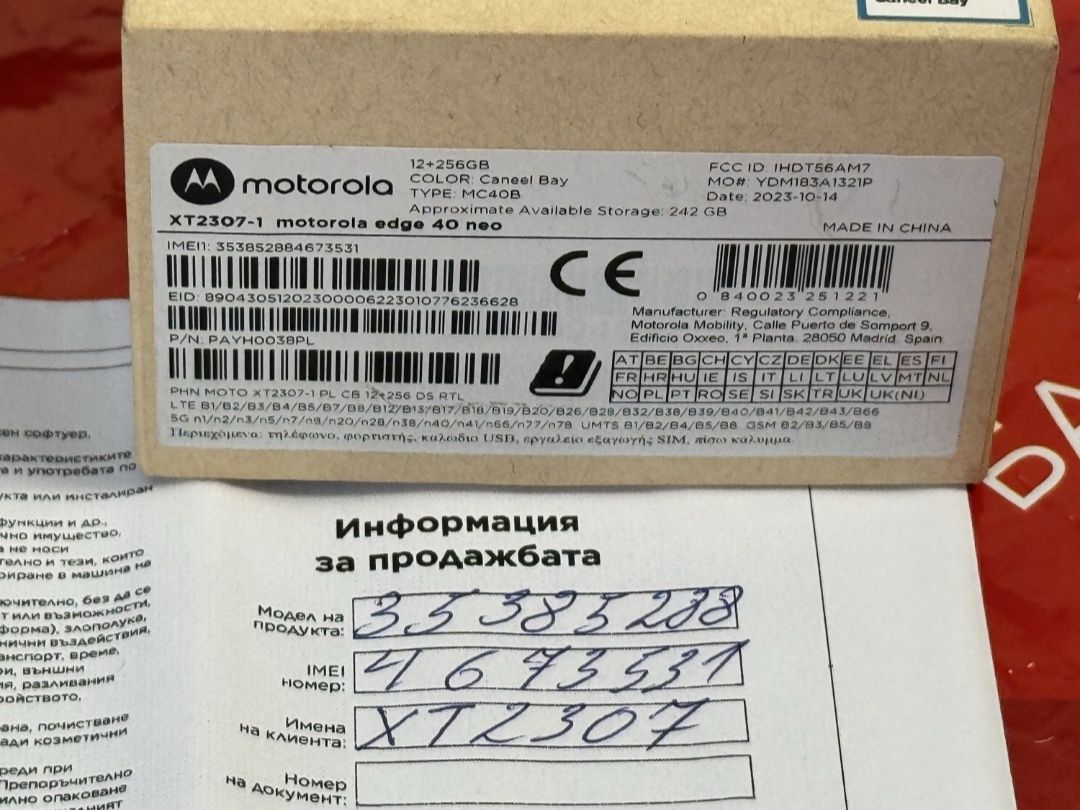 Caneel Bay
motorola
12+256GB
COLOR: Caneel Bay
TYPE: MC40B
Approximate Available Storage: 242 GB
FCC ID: IHDT56AM7
MO#: YDM183A1321P
Date: 2023-10-14
XT2307-1 motorola edge 40 neo
MADE IN CHINA
IMEI1: 353852884673531
EID: 89043051202300006223010776236628
P/N: PAYH0038PL
PHN MOTO XT2307-1 PL CB 12+256 DS RTL
0 840023 251221
Manufacturer: Regulatory Compliance,
Motorola Mobility, Calle Puerto de Somport 9,
Edificio Oxxeo, 1ª Planta. 28050 Madrid. Spain
CE
AT BE BG CH CY CZ DE DK EE EL ES FI
FR HR HU IE IS IT LI LT LU LV MT NL
NO PL PT RO SE SI SK TR UK UK(NI)
LTE B1/B2/B3/B4/B5/B7/B8/B12/B13/B17/B18/B19/B20/B26/B28/B32/B38/B39/B40/B41/B42/B43/B66
5G n1/n2/n3/n5/n7/n8/n20/n28/n38/n40/n41/n66/n77/n78 UMTS B1/B2/B4/B5/B8 GSM B2/B3/B5/B8
Περιεχόμενα: τηλέφωνο, φορτιστής, καλώδιο USB, εργαλείο εξαγωγής SIM, πίσω κάλυμμα.
софтуер.
характеристиките
и употребата по
или инсталиран
функции и др.,
имущество,
не носи
и тези, които
в машина на
без да се
или възможности,
злополука,
въздействия,
време,
външни
разливания
почистване
козметични
при
Препоръчително
опаковане
Информация
за продажбата
Модел на
продукта: 35385288
IMEI
номер: 4673531
Имена
на клиента: XT2307
Номер
на документ: